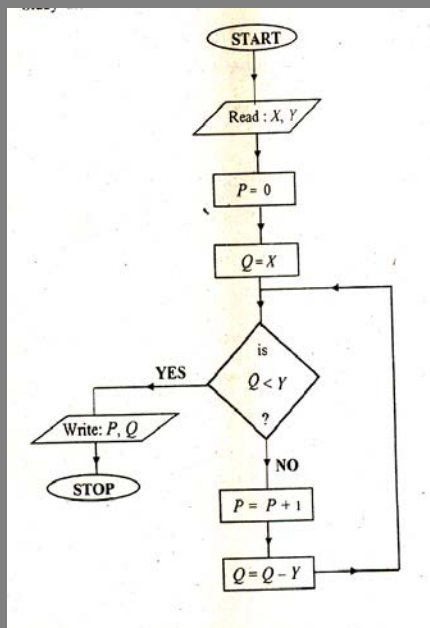 START
Read : X, Y
P = 0
Q = X
is
Q < Y
?
YES
NO
Write: P, Q
STOP
P = P + 1
Q = Q – Y